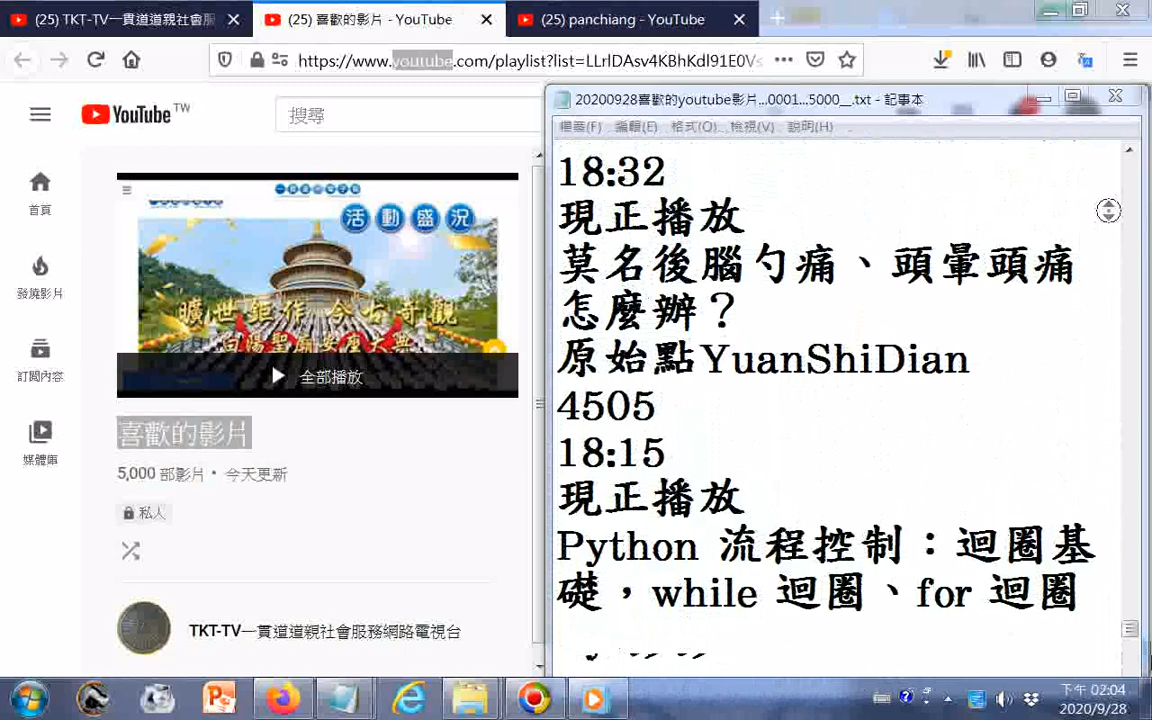 (25) TKT-TV一貫道道親社會服
(25) 喜歡的影片 - YouTube
(25) panchiang - YouTube
https://www.youtube.com/playlist?list=LLrlDAsv4KBhKdl91E0Vs
YouTube TW
搜尋
首頁
發燒影片
訂閱內容
媒體庫
活動盛況
曠世鉅作 今古奇觀
全部播放
喜歡的影片
5,000 部影片・今天更新
私人
TKT-TV一貫道道親社會服務網路電視台
20200928喜歡的youtube影片...0001...5000__.txt - 記事本
檔案(F) 編輯(E) 格式(O) 檢視(V) 說明(H)
18:32
現正播放
莫名後腦勺痛、頭暈頭痛
怎麼辦？
原始點YuanShiDian
4505
18:15
現正播放
Python 流程控制：迴圈基
礎，while 迴圈、for 迴圈
下午 02:04
2020/9/28